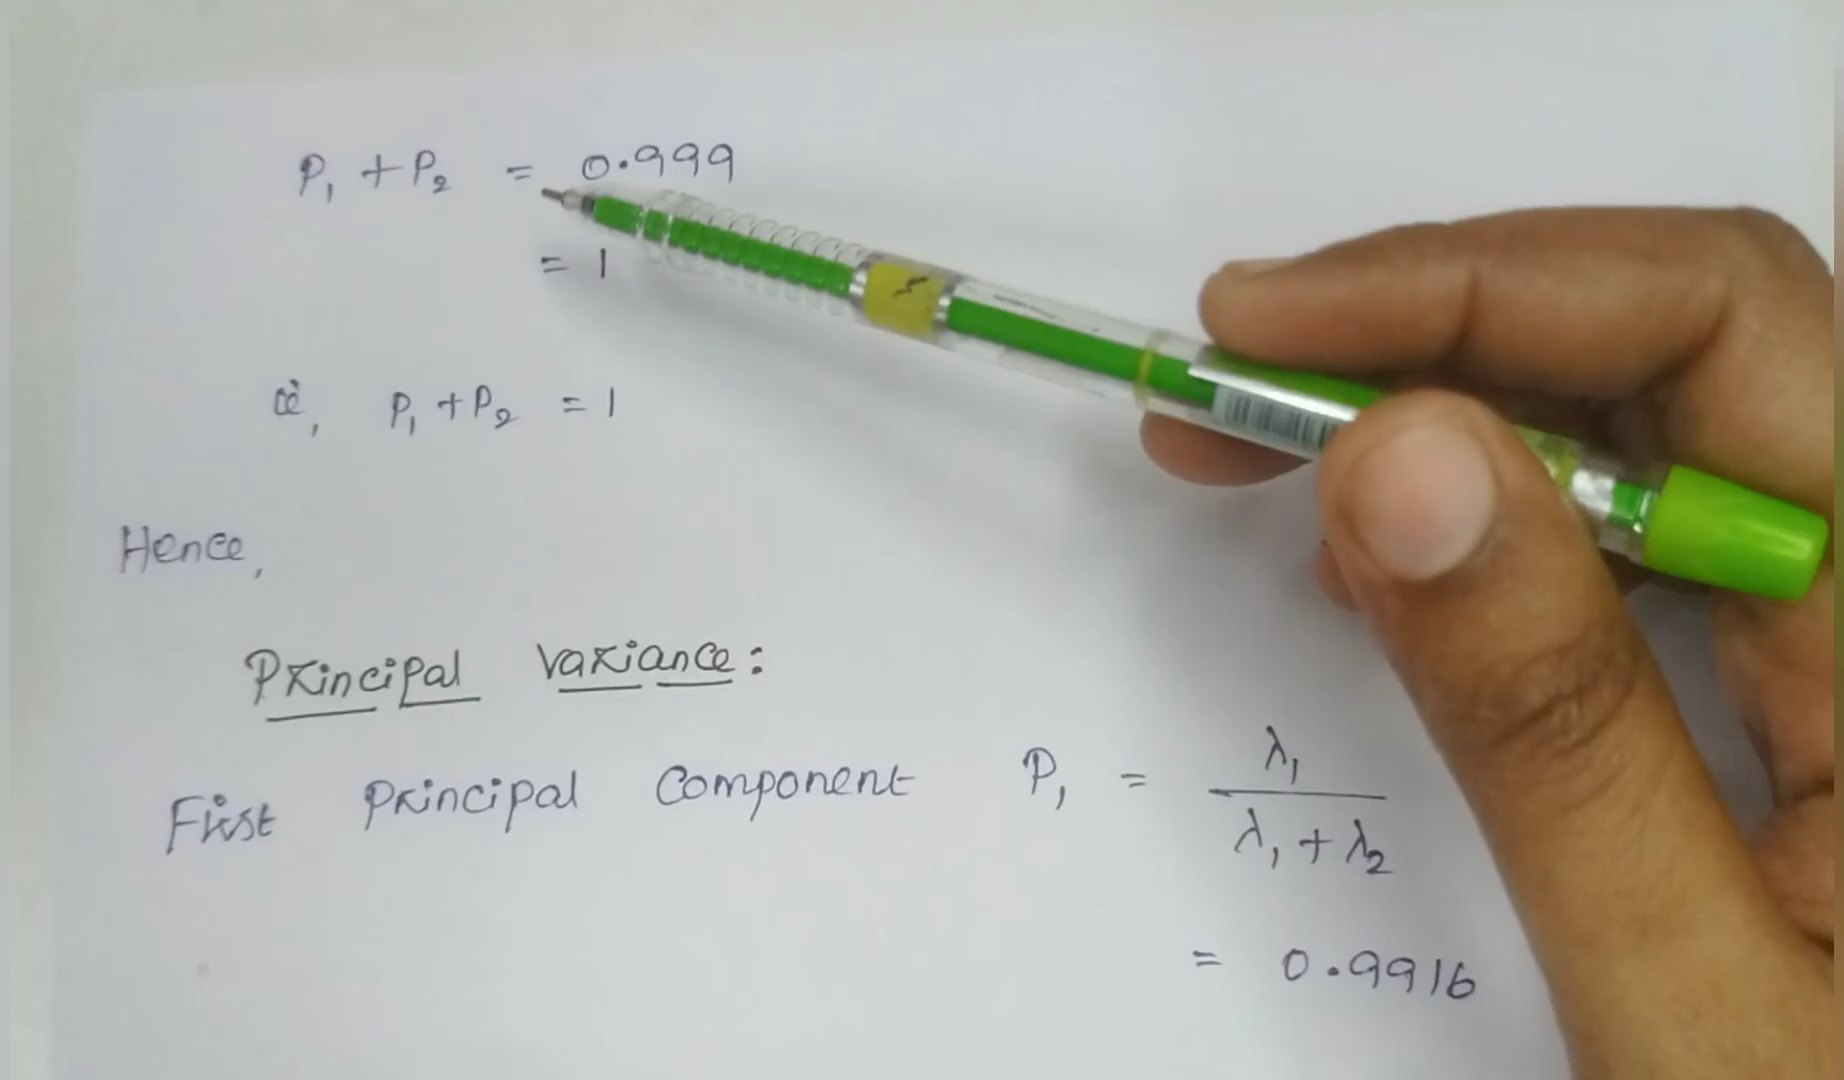 P₁ + P₂ = 0.999
= 1
ie, P₁ + P₂ = 1
Hence,
Principal Variance:
First Principal Component P₁ = λ₁ / (λ₁ + λ₂)
= 0.9916